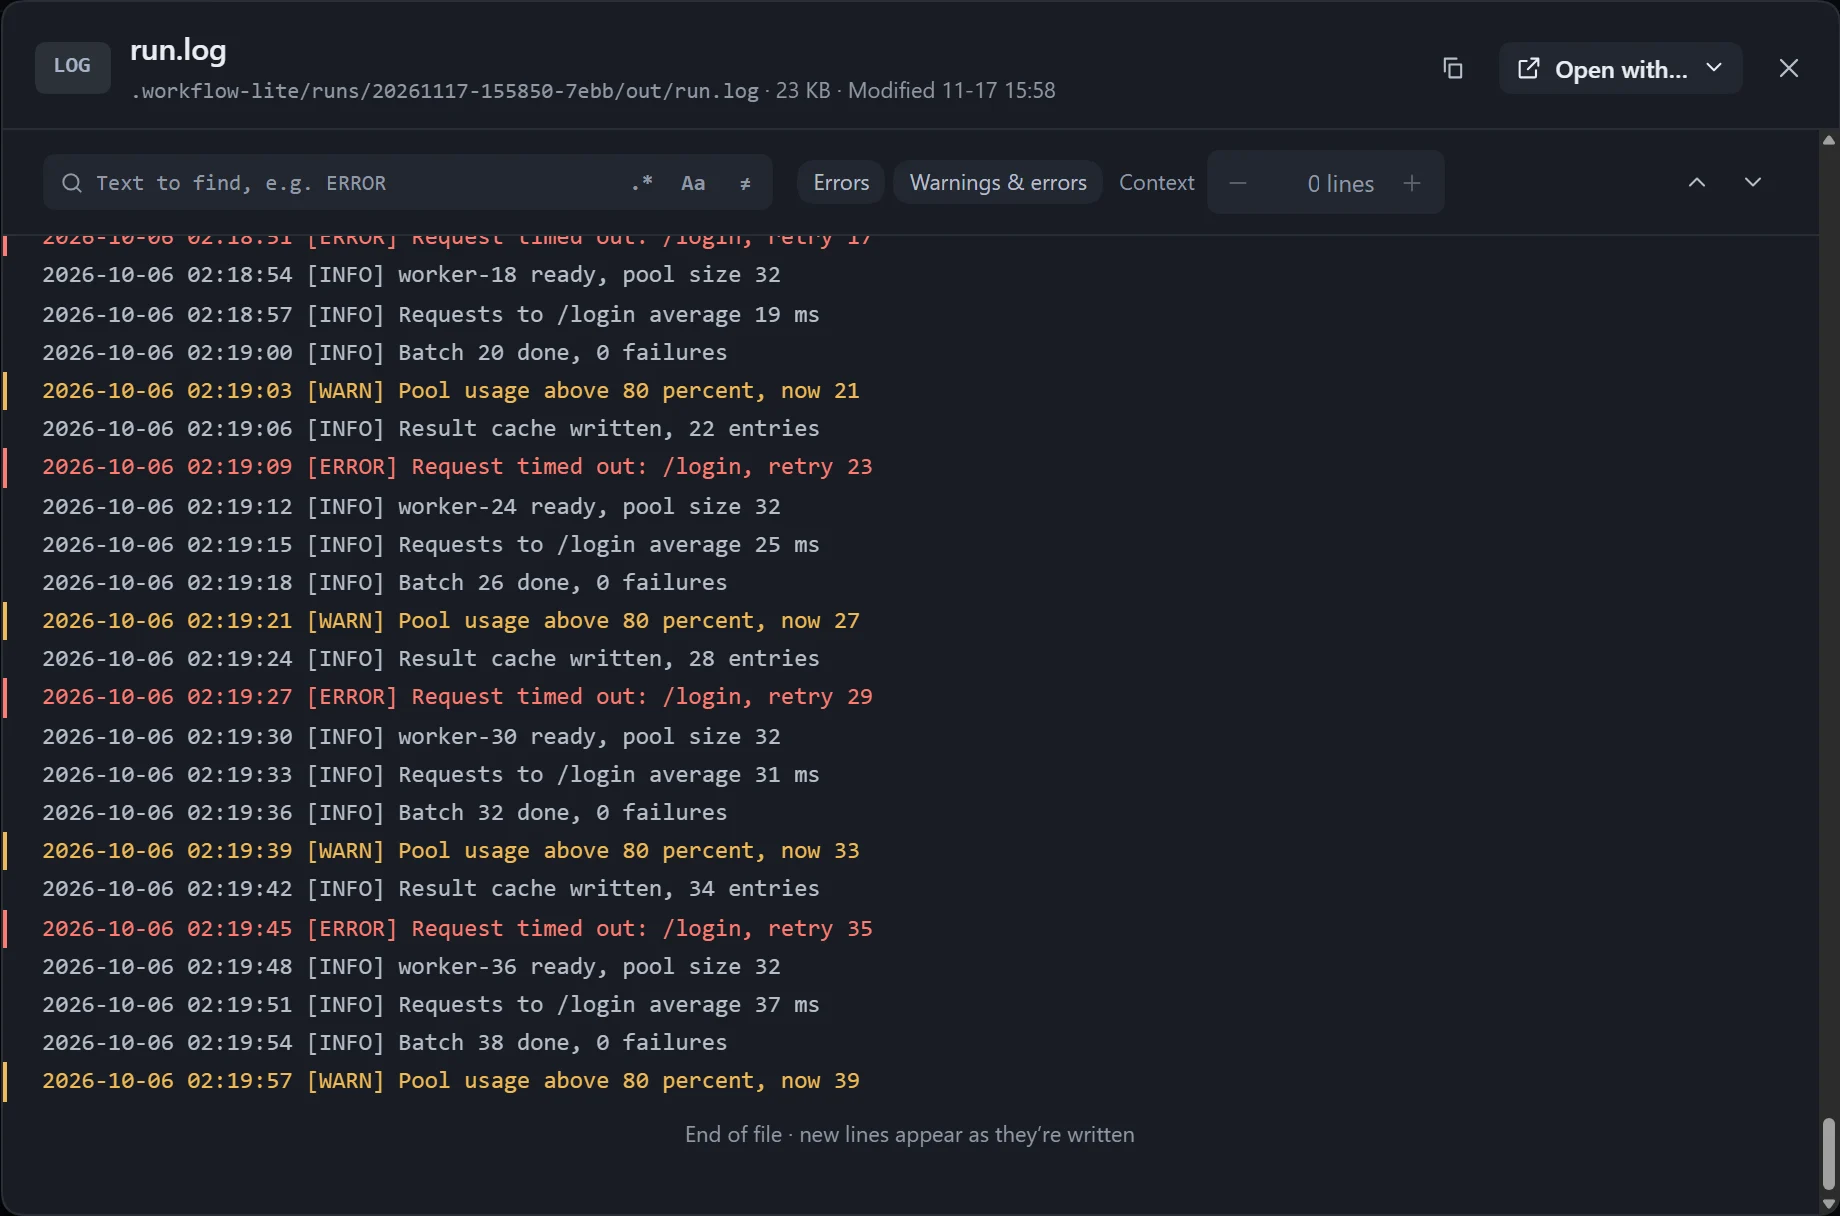 LOG
run.log
.workflow-lite/runs/20261117-155850-7ebb/out/run.log · 23 KB · Modified 11-17 15:58
Open with...
Text to find, e.g. ERROR
.* Aa ≠
Errors
Warnings & errors
Context
0 lines
2026-10-06 02:18:51 [ERROR] Request timed out: /login, retry 17
2026-10-06 02:18:54 [INFO] worker-18 ready, pool size 32
2026-10-06 02:18:57 [INFO] Requests to /login average 19 ms
2026-10-06 02:19:00 [INFO] Batch 20 done, 0 failures
2026-10-06 02:19:03 [WARN] Pool usage above 80 percent, now 21
2026-10-06 02:19:06 [INFO] Result cache written, 22 entries
2026-10-06 02:19:09 [ERROR] Request timed out: /login, retry 23
2026-10-06 02:19:12 [INFO] worker-24 ready, pool size 32
2026-10-06 02:19:15 [INFO] Requests to /login average 25 ms
2026-10-06 02:19:18 [INFO] Batch 26 done, 0 failures
2026-10-06 02:19:21 [WARN] Pool usage above 80 percent, now 27
2026-10-06 02:19:24 [INFO] Result cache written, 28 entries
2026-10-06 02:19:27 [ERROR] Request timed out: /login, retry 29
2026-10-06 02:19:30 [INFO] worker-30 ready, pool size 32
2026-10-06 02:19:33 [INFO] Requests to /login average 31 ms
2026-10-06 02:19:36 [INFO] Batch 32 done, 0 failures
2026-10-06 02:19:39 [WARN] Pool usage above 80 percent, now 33
2026-10-06 02:19:42 [INFO] Result cache written, 34 entries
2026-10-06 02:19:45 [ERROR] Request timed out: /login, retry 35
2026-10-06 02:19:48 [INFO] worker-36 ready, pool size 32
2026-10-06 02:19:51 [INFO] Requests to /login average 37 ms
2026-10-06 02:19:54 [INFO] Batch 38 done, 0 failures
2026-10-06 02:19:57 [WARN] Pool usage above 80 percent, now 39
End of file · new lines appear as they’re written